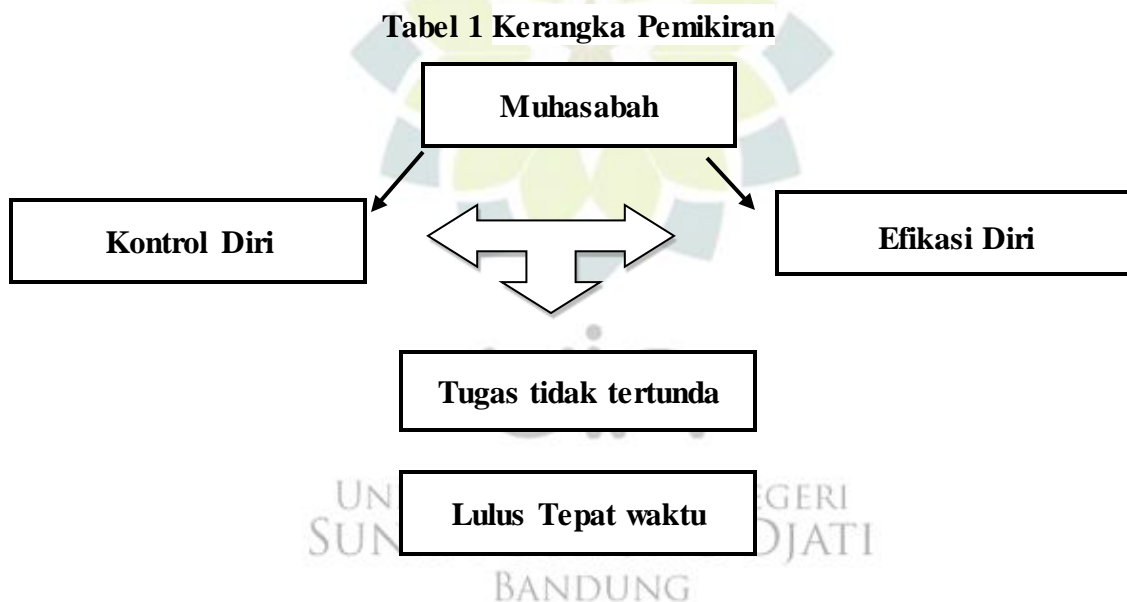 Tabel 1 Kerangka Pemikiran
Muhasabah
Kontrol Diri
Efikasi Diri
Tugas tidak tertunda
Lulus Tepat waktu
BANDUNG